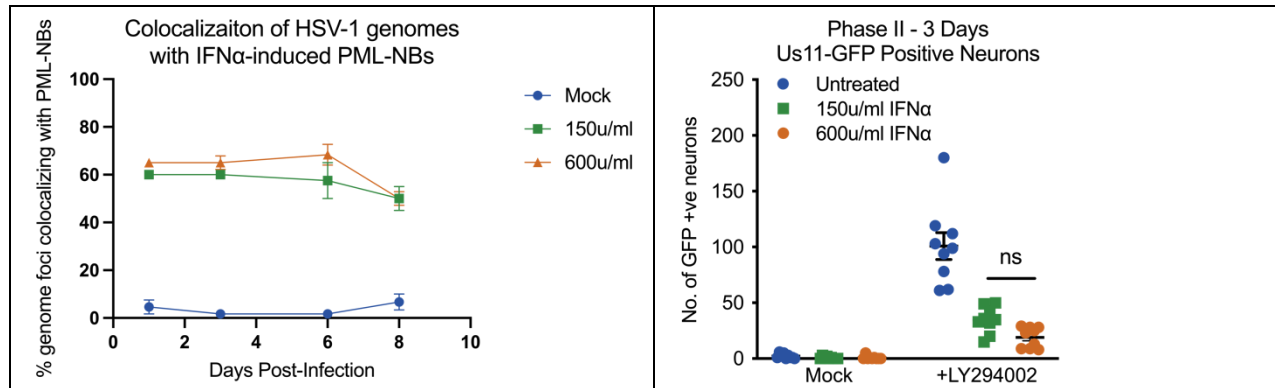 Colocalizaiton of HSV-1 genomes
with IFNα-induced PML-NBs
% genome foci colocalizing with PML-NBs
100
80
60
40
20
0
0 2 4 6 8 10
Days Post-Infection
Mock
150u/ml
600u/ml
Phase II - 3 Days
Us11-GFP Positive Neurons
No. of GFP +ve neurons
250
200
150
100
50
0
Untreated
150u/ml IFNα
600u/ml IFNα
ns
Mock +LY294002